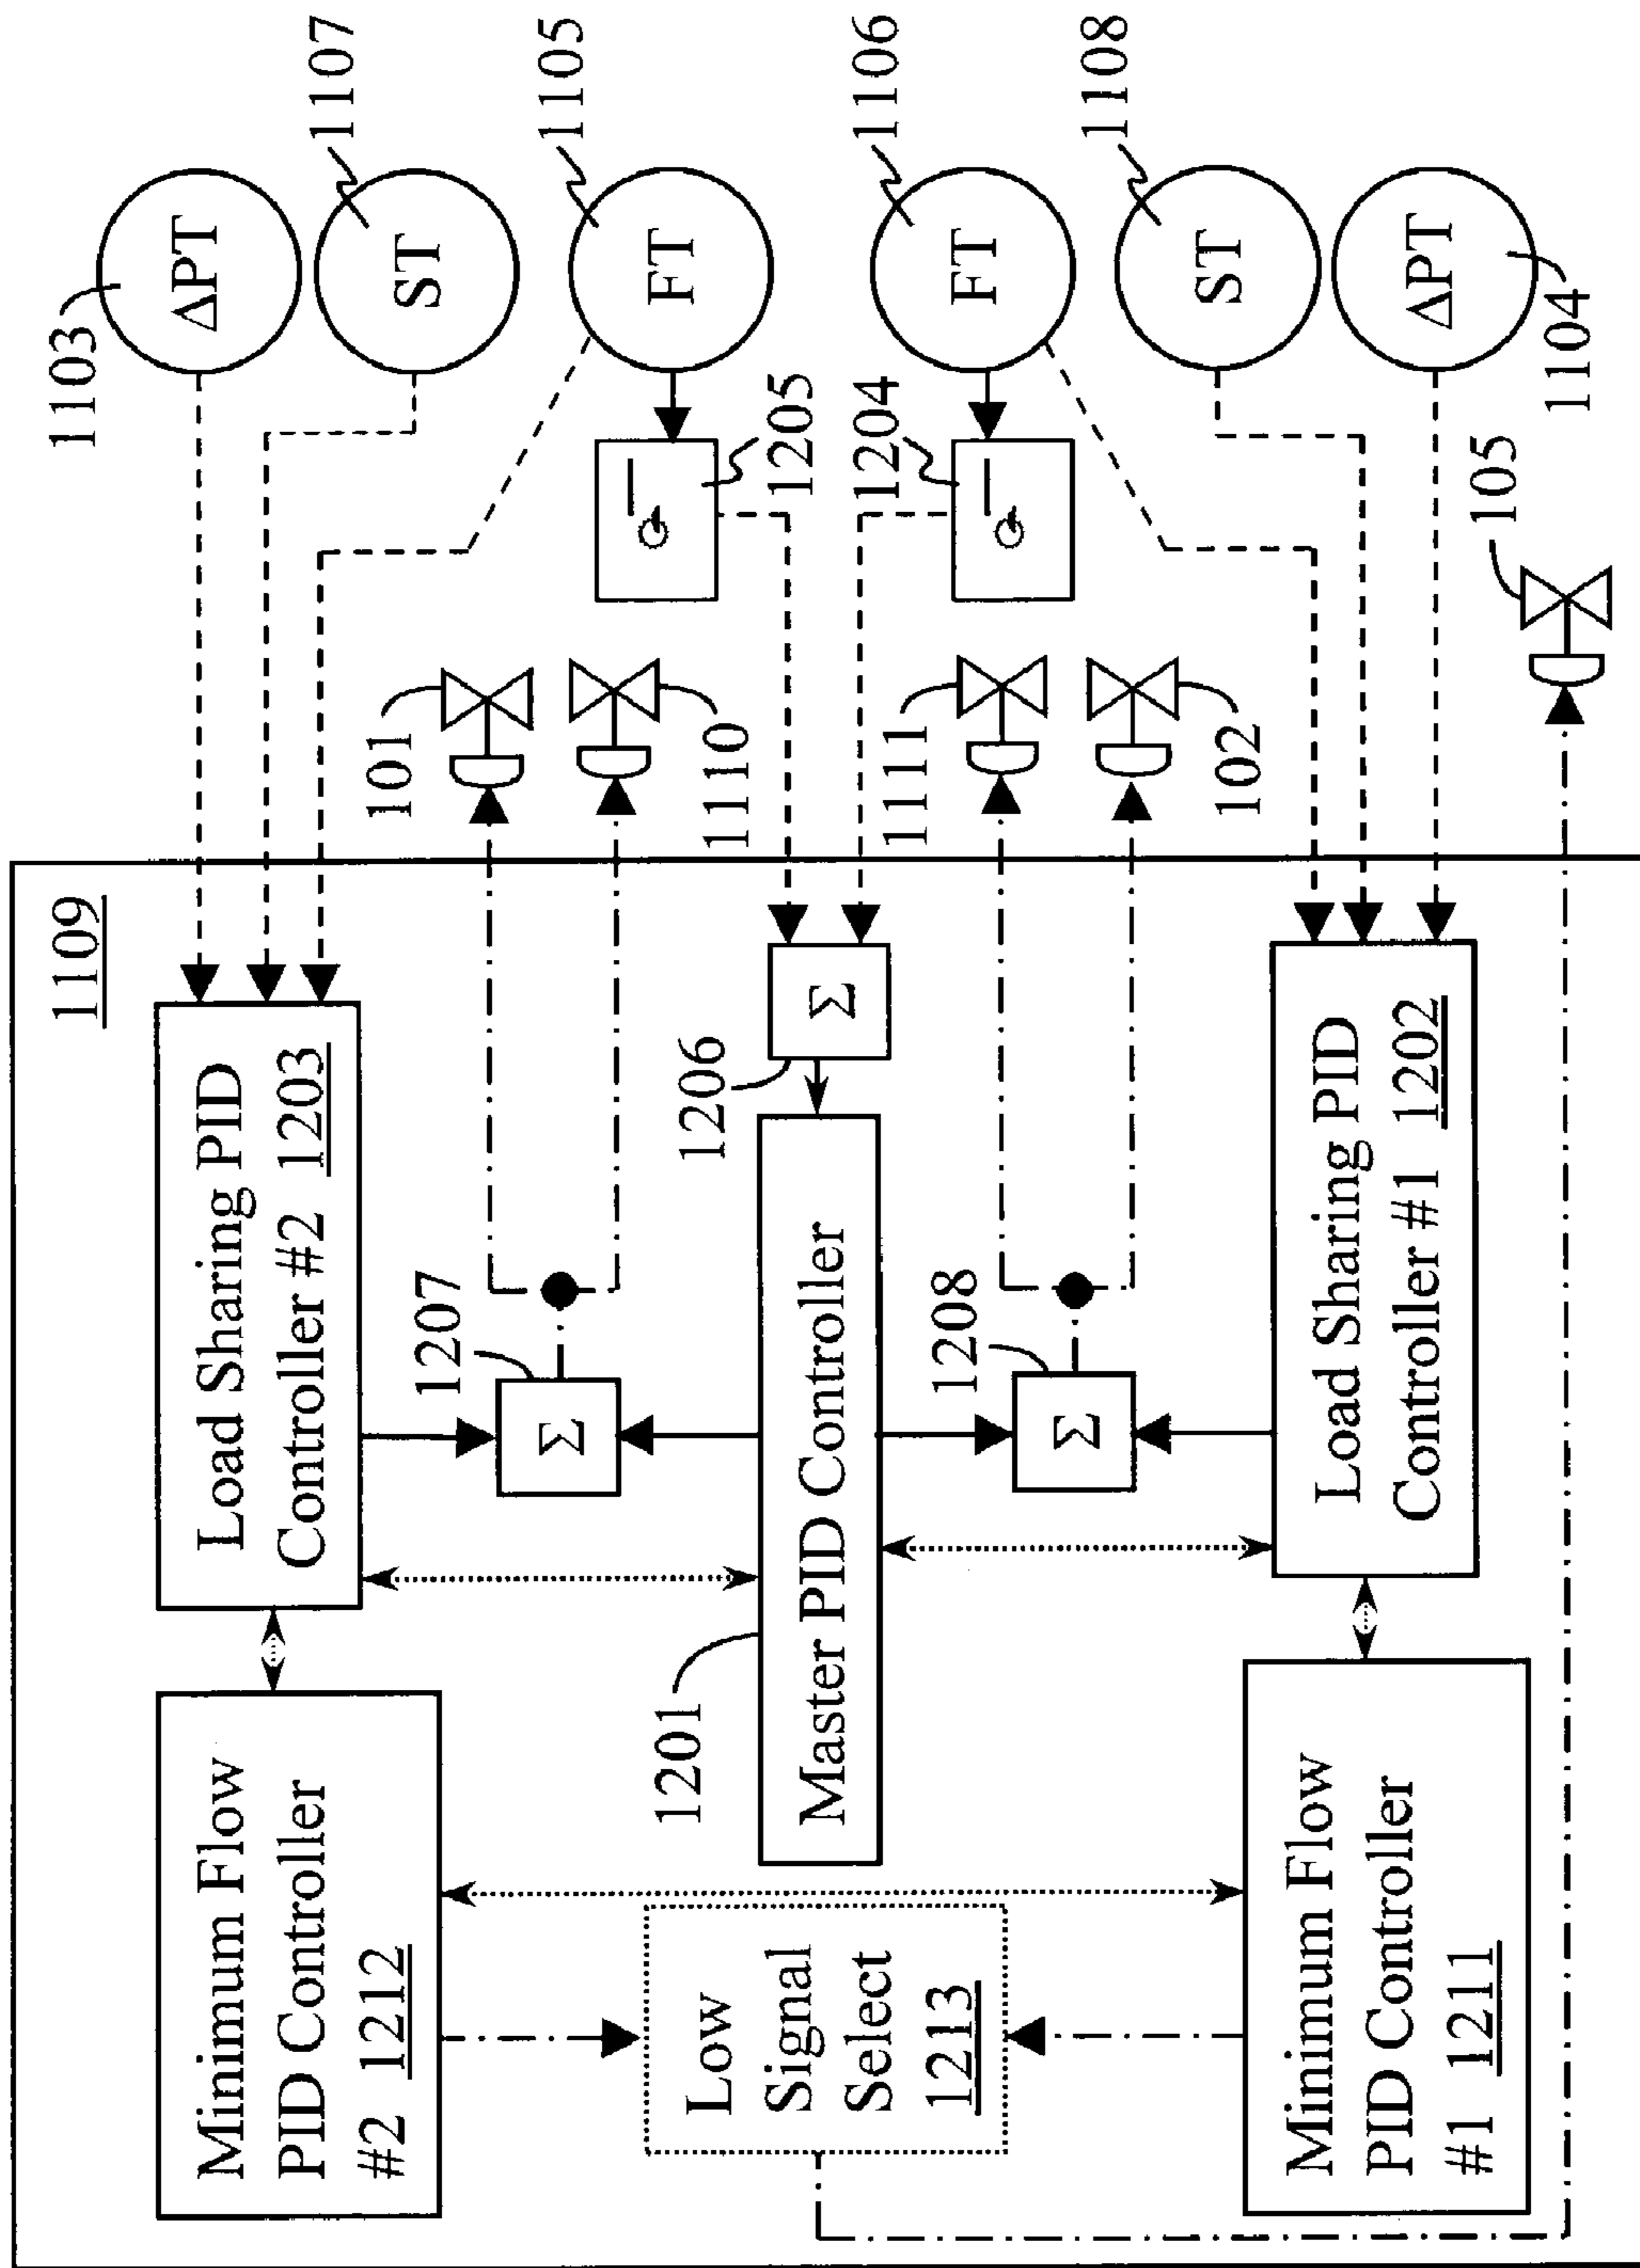 1109
Minimum Flow
PID Controller
#2 1212
Load Sharing PID
Controller #2 1203
1103
ΔPT
1107
ST
1105
FT
101
1110
1207
Σ
1205
Low
Signal
Select
1213
1201
Master PID Controller
1206
Σ
1204
1106
FT
1111
102
1208
Σ
1108
ST
Minimum Flow
PID Controller
#1 1211
Load Sharing PID
Controller #1 1202
105
1104
ΔPT